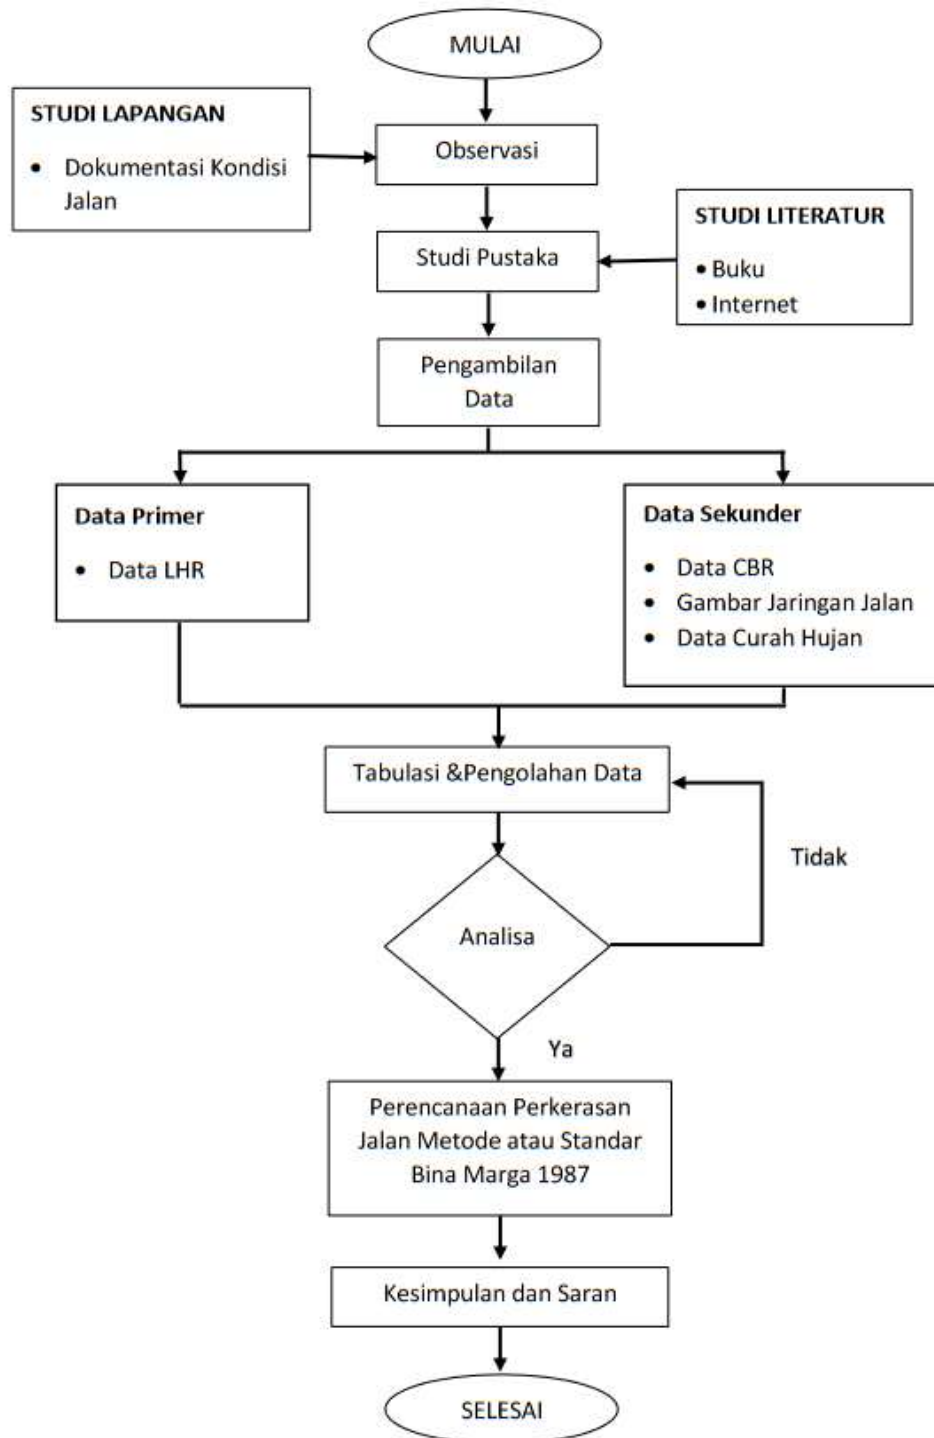 MULAI
STUDI LAPANGAN
• Dokumentasi Kondisi
Jalan
Observasi
STUDI LITERATUR
• Buku
• Internet
Studi Pustaka
Pengambilan
Data
Data Primer
• Data LHR
Data Sekunder
• Data CBR
• Gambar Jaringan Jalan
• Data Curah Hujan
Tabulasi &Pengolahan Data
Tidak
Analisa
Ya
Perencanaan Perkerasan
Jalan Metode atau Standar
Bina Marga 1987
Kesimpulan dan Saran
SELESAI